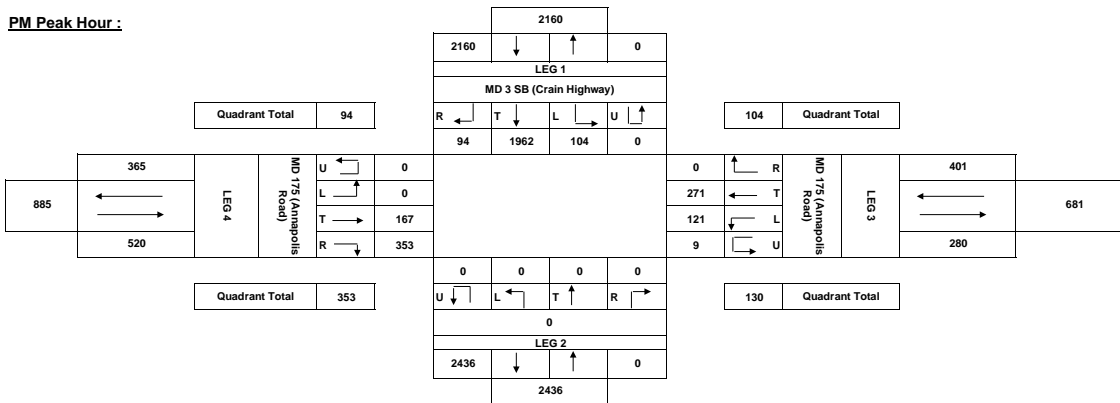 PM Peak Hour :
2160
2160 0
LEG 1
MD 3 SB (Crain Highway)
Quadrant Total 94
R T L U
104 Quadrant Total
94 1962 104 0
365
885
520
LEG 4
MD 175 (Annapolis Road)
U 0
L 0
T 167
R 353
0 R
271 T
121 L
9 U
MD 175 (Annapolis Road)
LEG 3
401
681
280
0 0 0 0
Quadrant Total 353
U L T R
130 Quadrant Total
0
LEG 2
2436 0
2436